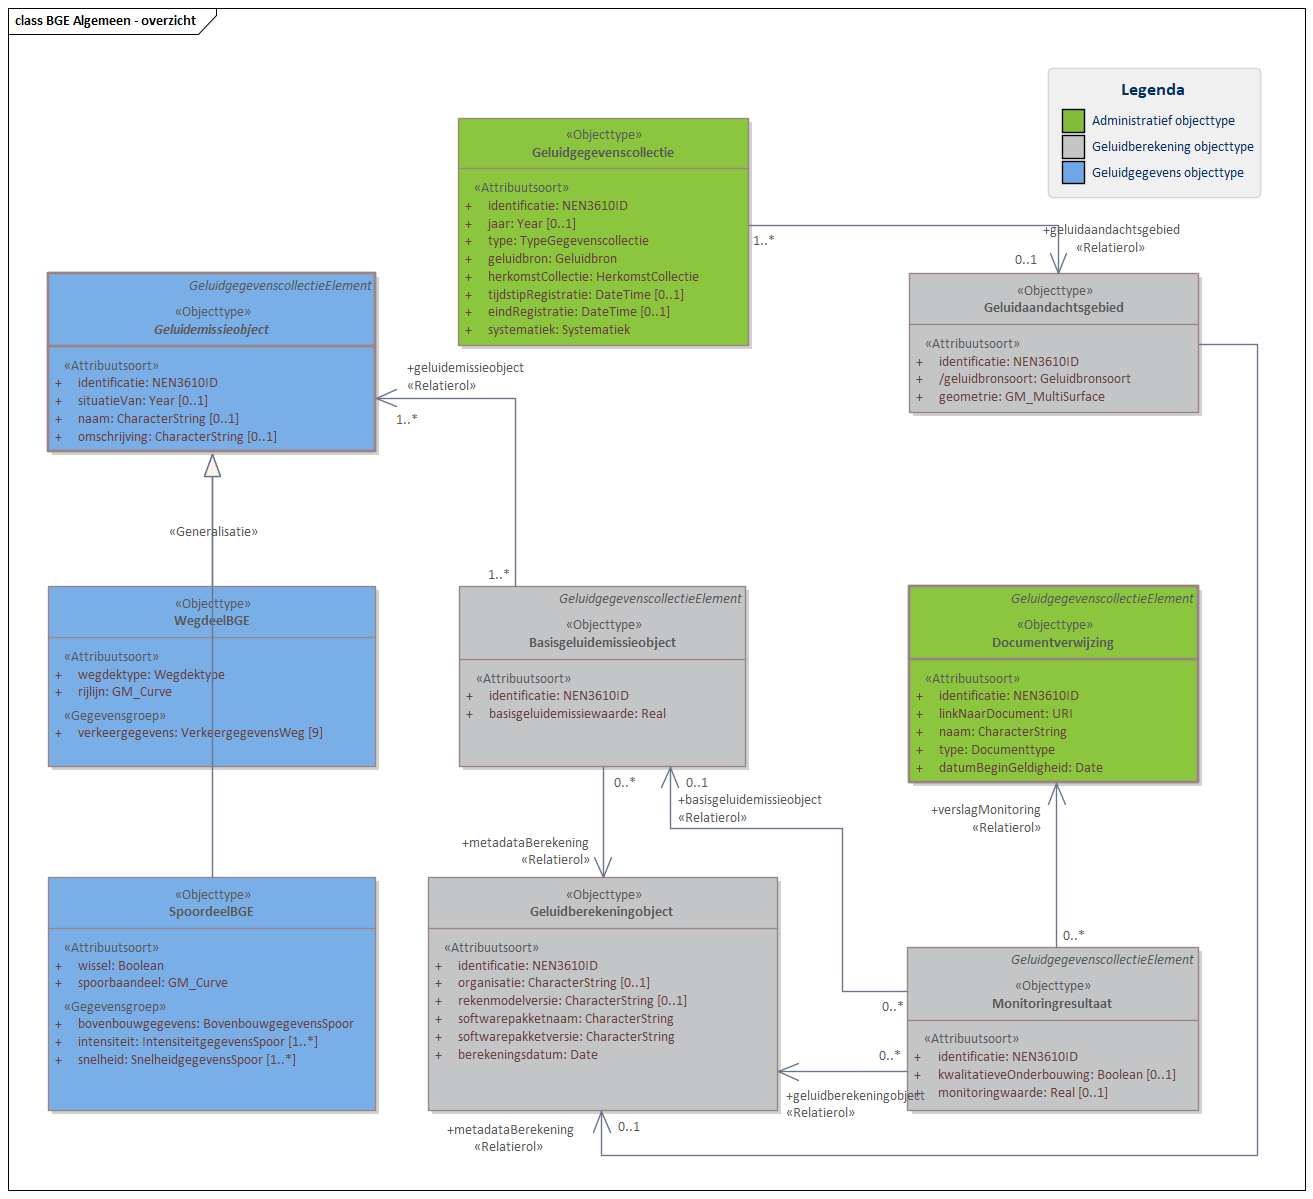 class BGE Algemeen - overzicht
Legenda
Administratief objecttype
Geluidberekening objecttype
Geluidgegevens objecttype
«Objecttype»
Geluidgegevenscollectie
«Attribuutsoort»
+ identificatie: NEN3610ID
+ jaar: Year [0..1]
+ type: TypeGegevenscollectie
+ geluidbron: Geluidbron
+ herkomstCollectie: HerkomstCollectie
+ tijdstipRegistratie: DateTime [0..1]
+ eindRegistratie: DateTime [0..1]
+ systematiek: Systematiek
1..*
+geluidaandachtsgebied
«Relatierol»
0..1
«Objecttype»
Geluidaandachtsgebied
«Attribuutsoort»
+ identificatie: NEN3610ID
+ /geluidbronsoort: Geluidbronsoort
+ geometrie: GM_MultiSurface
GeluidgegevenscollectieElement
«Objecttype»
Geluidemissieobject
«Attribuutsoort»
+ identificatie: NEN3610ID
+ situatieVan: Year [0..1]
+ naam: CharacterString [0..1]
+ omschrijving: CharacterString [0..1]
+geluidemissieobject
«Relatierol»
1..*
1..*
«Generalisatie»
«Objecttype»
WegdeelBGE
«Attribuutsoort»
+ wegdektype: Wegdektype
+ rijlijn: GM_Curve
«Gegevensgroep»
+ verkeergegevens: VerkeergegevensWeg [9]
GeluidgegevenscollectieElement
«Objecttype»
Basisgeluidemissieobject
«Attribuutsoort»
+ identificatie: NEN3610ID
+ basisgeluidemissiewaarde: Real
GeluidgegevenscollectieElement
«Objecttype»
Documentverwijzing
«Attribuutsoort»
+ identificatie: NEN3610ID
+ linkNaarDocument: URI
+ naam: CharacterString
+ type: Documenttype
+ datumBeginGeldigheid: Date
0..*
0..1
+basisgeluidemissieobject
«Relatierol»
+verslagMonitoring
«Relatierol»
+metadataBerekening
«Relatierol»
«Objecttype»
SpoordeelBGE
«Attribuutsoort»
+ wissel: Boolean
+ spoorbaandeel: GM_Curve
«Gegevensgroep»
+ bovenbouwgegevens: BovenbouwgegevensSpoor
+ intensiteit: IntensiteitgegevensSpoor [1..*]
+ snelheid: SnelheidgegevensSpoor [1..*]
«Objecttype»
Geluidberekeningobject
«Attribuutsoort»
+ identificatie: NEN3610ID
+ organisatie: CharacterString [0..1]
+ rekenmodelversie: CharacterString [0..1]
+ softwarepakketnaam: CharacterString
+ softwarepakketversie: CharacterString
+ berekeningsdatum: Date
0..*
GeluidgegevenscollectieElement
«Objecttype»
Monitoringresultaat
«Attribuutsoort»
+ identificatie: NEN3610ID
+ kwalitatieveOnderbouwing: Boolean [0..1]
+ monitoringwaarde: Real [0..1]
0..*
0..*
+geluidberekeningobject
«Relatierol»
+metadataBerekening
«Relatierol»
0..1